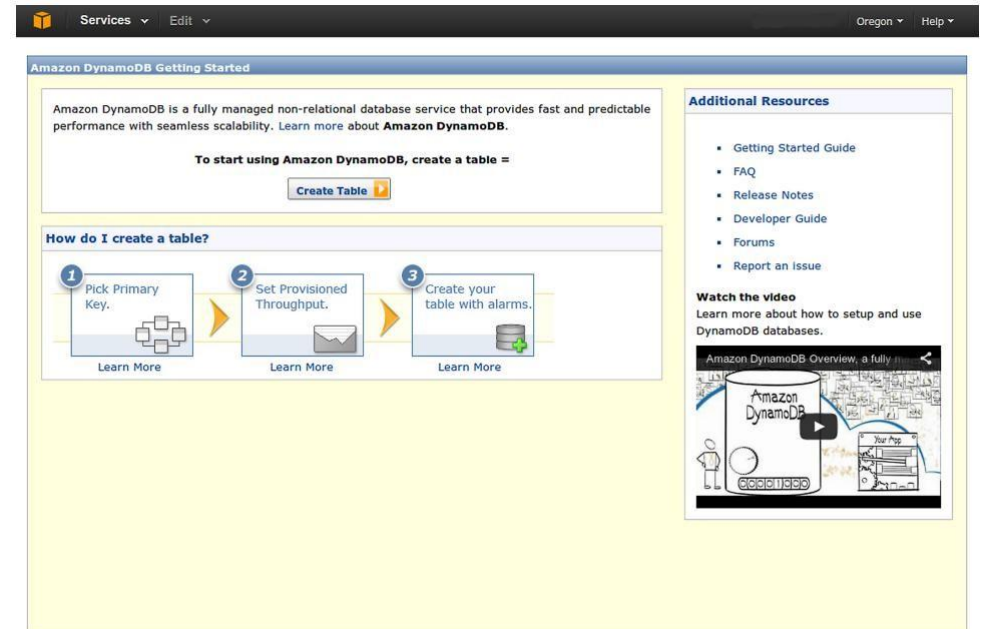 Services Edit Oregon Help
Amazon DynamoDB Getting Started
Amazon DynamoDB is a fully managed non-relational database service that provides fast and predictable
performance with seamless scalability. Learn more about Amazon DynamoDB.
To start using Amazon DynamoDB, create a table =
Create Table
How do I create a table?
1
Pick Primary
Key.
Learn More
2
Set Provisioned
Throughput.
Learn More
3
Create your
table with alarms.
Learn More
Additional Resources
Getting Started Guide
FAQ
Release Notes
Developer Guide
Forums
Report an issue
Watch the video
Learn more about how to setup and use
DynamoDB databases.
Amazon DynamoDB Overview, a fully
Amazon
DynamoDB
Your App